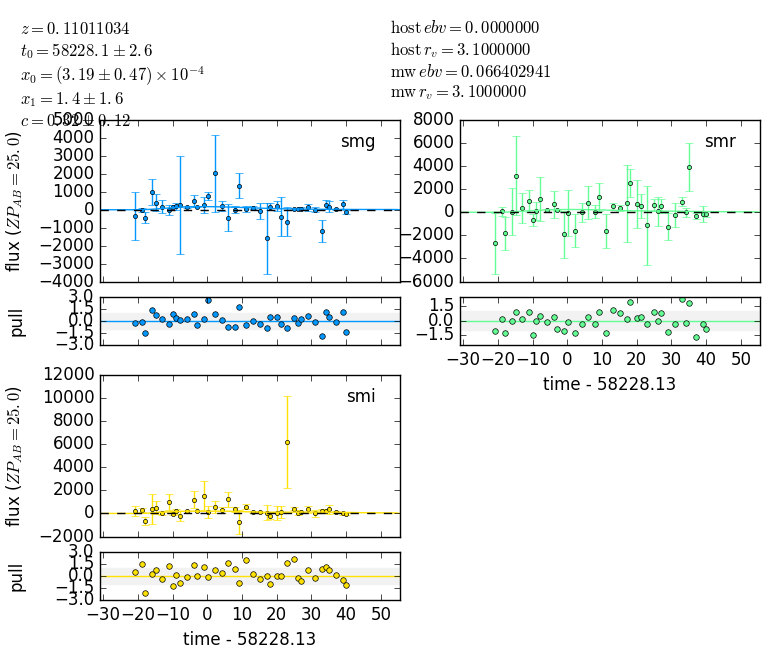 z = 0.11011034
t₀ = 58228.1 ± 2.6
x₀ = (3.19 ± 0.47) × 10⁻⁴
x₁ = 1.4 ± 1.6
host ebv = 0.0000000
host r_v = 3.1000000
mw ebv = 0.066402941
mw r_v = 3.1000000
smg
flux (ZP_AB = 25.0)
5000
4000
3000
2000
1000
0
−1000
−2000
−3000
−4000
pull
3.0
1.5
0.0
−1.5
−3.0
smr
8000
6000
4000
2000
0
−2000
−4000
−6000
1.5
0.0
−1.5
−30 −20 −10 0 10 20 30 40 50
time - 58228.13
smi
flux (ZP_AB = 25.0)
12000
10000
8000
6000
4000
2000
0
−2000
pull
3.0
1.5
0.0
−1.5
−3.0
−30 −20 −10 0 10 20 30 40 50
time - 58228.13